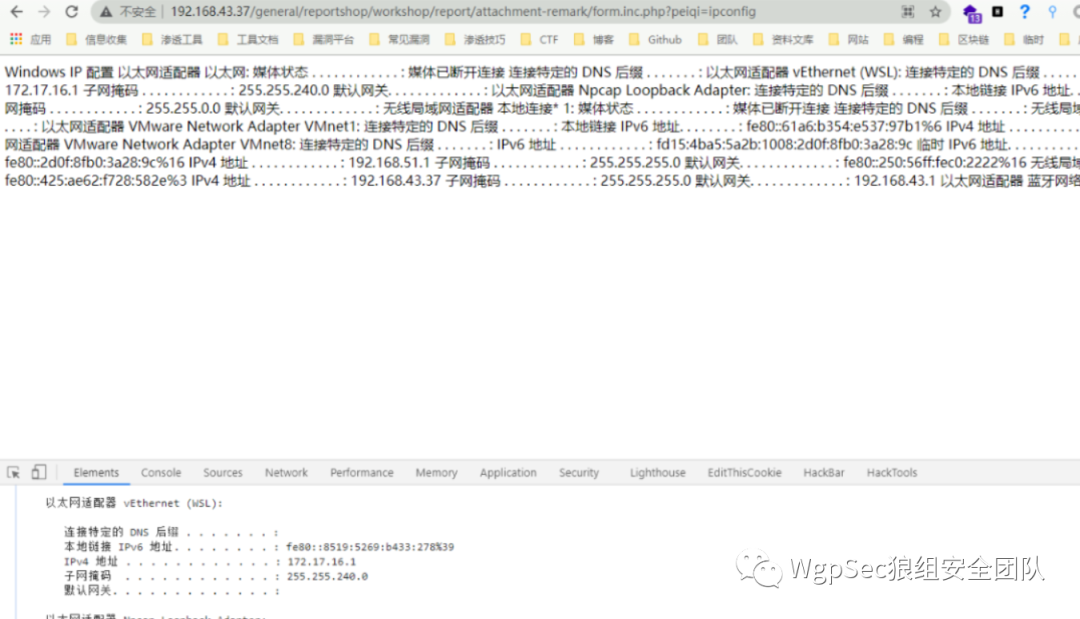 不安全 | 192.168.43.37/general/reportshop/workshop/report/attachment-remark/form.inc.php?peiqi=ipconfig
13
应用 信息收集 渗透工具 工具文档 漏洞平台 常见漏洞 渗透技巧 CTF 博客 Github 团队 资料文库 网站 编程 区块链 临时
Windows IP 配置 以太网适配器 以太网: 媒体状态 . . . . . . . . . . . . : 媒体已断开连接 连接特定的 DNS 后缀 . . . . . . . : 以太网适配器 vEthernet (WSL): 连接特定的 DNS 后缀 . . . . .
172.17.16.1 子网掩码 . . . . . . . . . . . . : 255.255.240.0 默认网关. . . . . . . . . . . . . : 以太网适配器 Npcap Loopback Adapter: 连接特定的 DNS 后缀 . . . . . . . : 本地链接 IPv6 地址. .
网掩码 . . . . . . . . . . . . : 255.255.0.0 默认网关. . . . . . . . . . . . . : 无线局域网适配器 本地连接* 1: 媒体状态 . . . . . . . . . . . . : 媒体已断开连接 连接特定的 DNS 后缀 . . . . . . . : 无线局
. . . . : 以太网适配器 VMware Network Adapter VMnet1: 连接特定的 DNS 后缀 . . . . . . . : 本地链接 IPv6 地址. . . . . . . . : fe80::61a6:b354:e537:97b1%6 IPv4 地址 . . . . . . . . . .
网适配器 VMware Network Adapter VMnet8: 连接特定的 DNS 后缀 . . . . . . . : IPv6 地址 . . . . . . . . . . . . : fd15:4ba5:5a2b:1008:2d0f:8fb0:3a28:9c 临时 IPv6 地址. . . . . . . . . .
fe80::2d0f:8fb0:3a28:9c%16 IPv4 地址 . . . . . . . . . . . . : 192.168.51.1 子网掩码 . . . . . . . . . . . . : 255.255.255.0 默认网关. . . . . . . . . . . . . : fe80::250:56ff:fec0:2222%16 无线局
fe80::425:ae62:f728:582e%3 IPv4 地址 . . . . . . . . . . . . : 192.168.43.37 子网掩码 . . . . . . . . . . . . : 255.255.255.0 默认网关. . . . . . . . . . . . . : 192.168.43.1 以太网适配器 蓝牙网络
Elements Console Sources Network Performance Memory Application Security Lighthouse EditThisCookie HackBar HackTools
以太网适配器 vEthernet (WSL):
连接特定的 DNS 后缀 . . . . . . . :
本地链接 IPv6 地址. . . . . . . . : fe80::8519:5269:b433:278%39
IPv4 地址 . . . . . . . . . . . . : 172.17.16.1
子网掩码 . . . . . . . . . . . . : 255.255.240.0
默认网关. . . . . . . . . . . . . :
WgpSec狼组安全团队